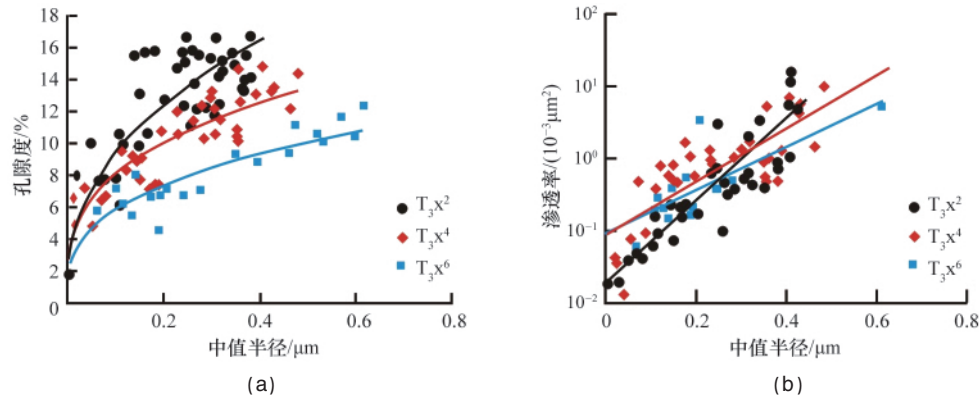 18
16
14
12
10
8
6
4
2
0
0.2
0.4
0.6
0.8
孔隙度/%
中值半径/μm
T₃x²
T₃x⁴
T₃x⁶
(a)
10²
10¹
10⁰
10⁻¹
10⁻²
0
0.2
0.4
0.6
0.8
渗透率/(10⁻³μm²)
中值半径/μm
T₃x²
T₃x⁴
T₃x⁶
(b)